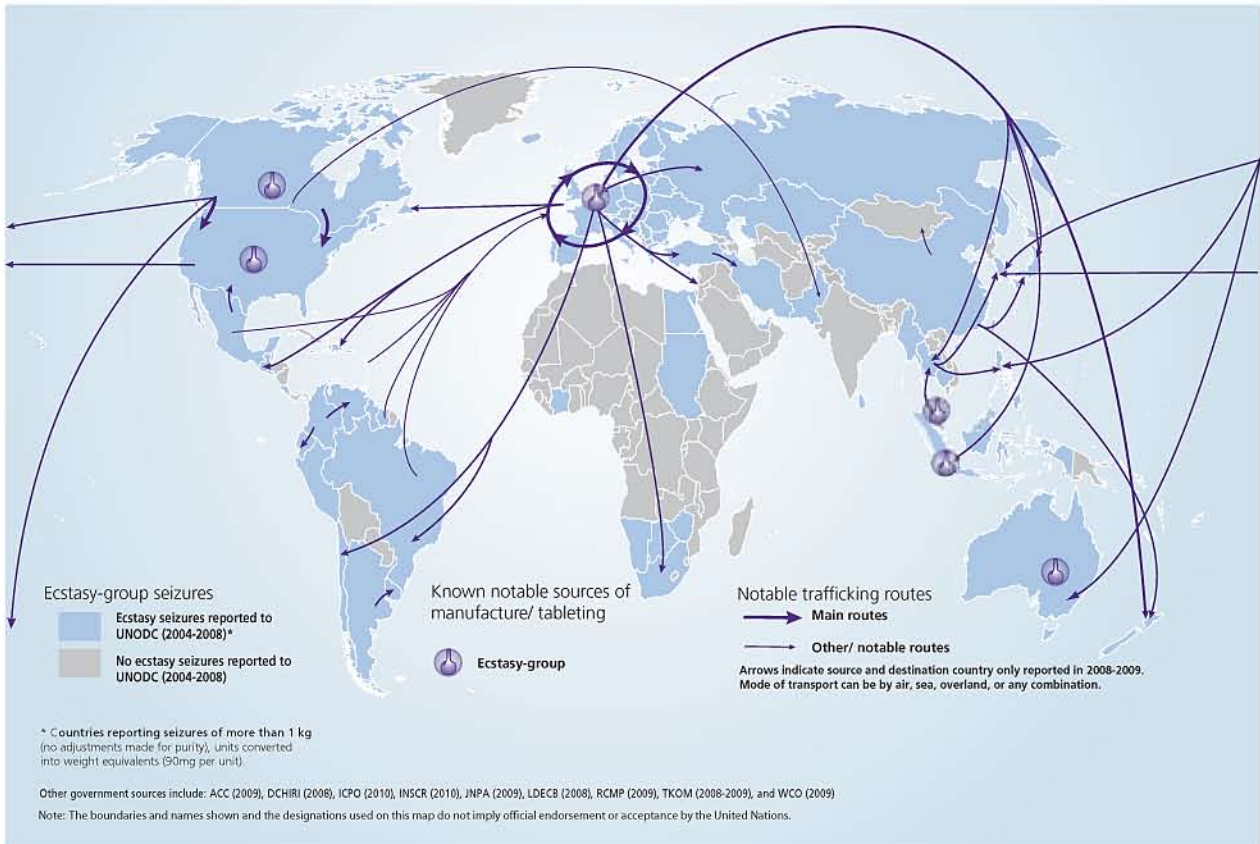 Ecstasy-group seizures
Ecstasy seizures reported to
UNODC (2004-2008)*
No ecstasy seizures reported to
UNODC (2004-2008)
Known notable sources of
manufacture/ tableting
Ecstasy-group
Notable trafficking routes
Main routes
Other/ notable routes
Arrows indicate source and destination country only reported in 2008-2009.
Mode of transport can be by air, sea, overland, or any combination.
* Countries reporting seizures of more than 1 kg
(no adjustments made for purity), units converted
into weight equivalents (90mg per unit).
Other government sources include: ACC (2009), DCHIRI (2008), ICPO (2010), INSCR (2010), JNPA (2009), LDECB (2008), RCMP (2009), TKOM (2008-2009), and WCO (2009)
Note: The boundaries and names shown and the designations used on this map do not imply official endorsement or acceptance by the United Nations.